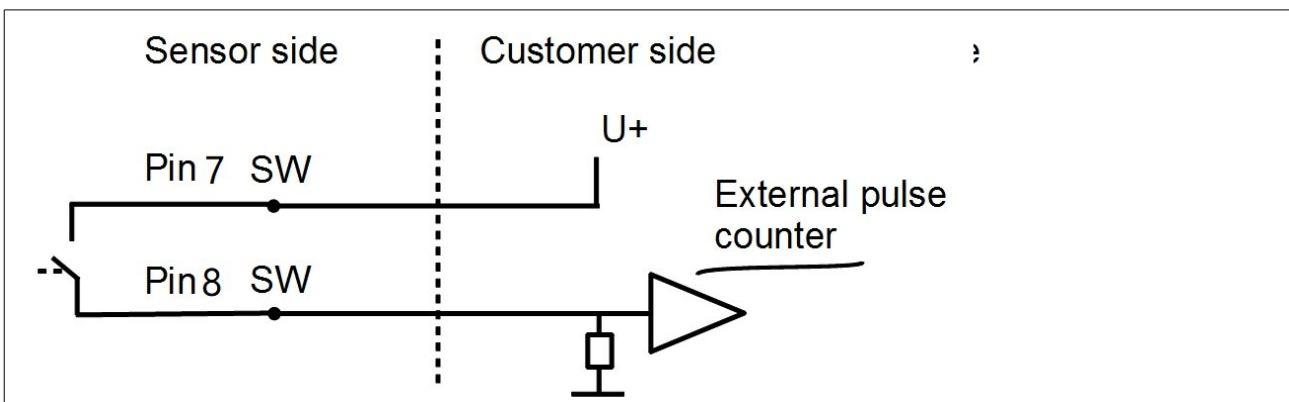 Sensor side
Customer side
U+
Pin 7 SW
External pulse
counter
Pin 8 SW